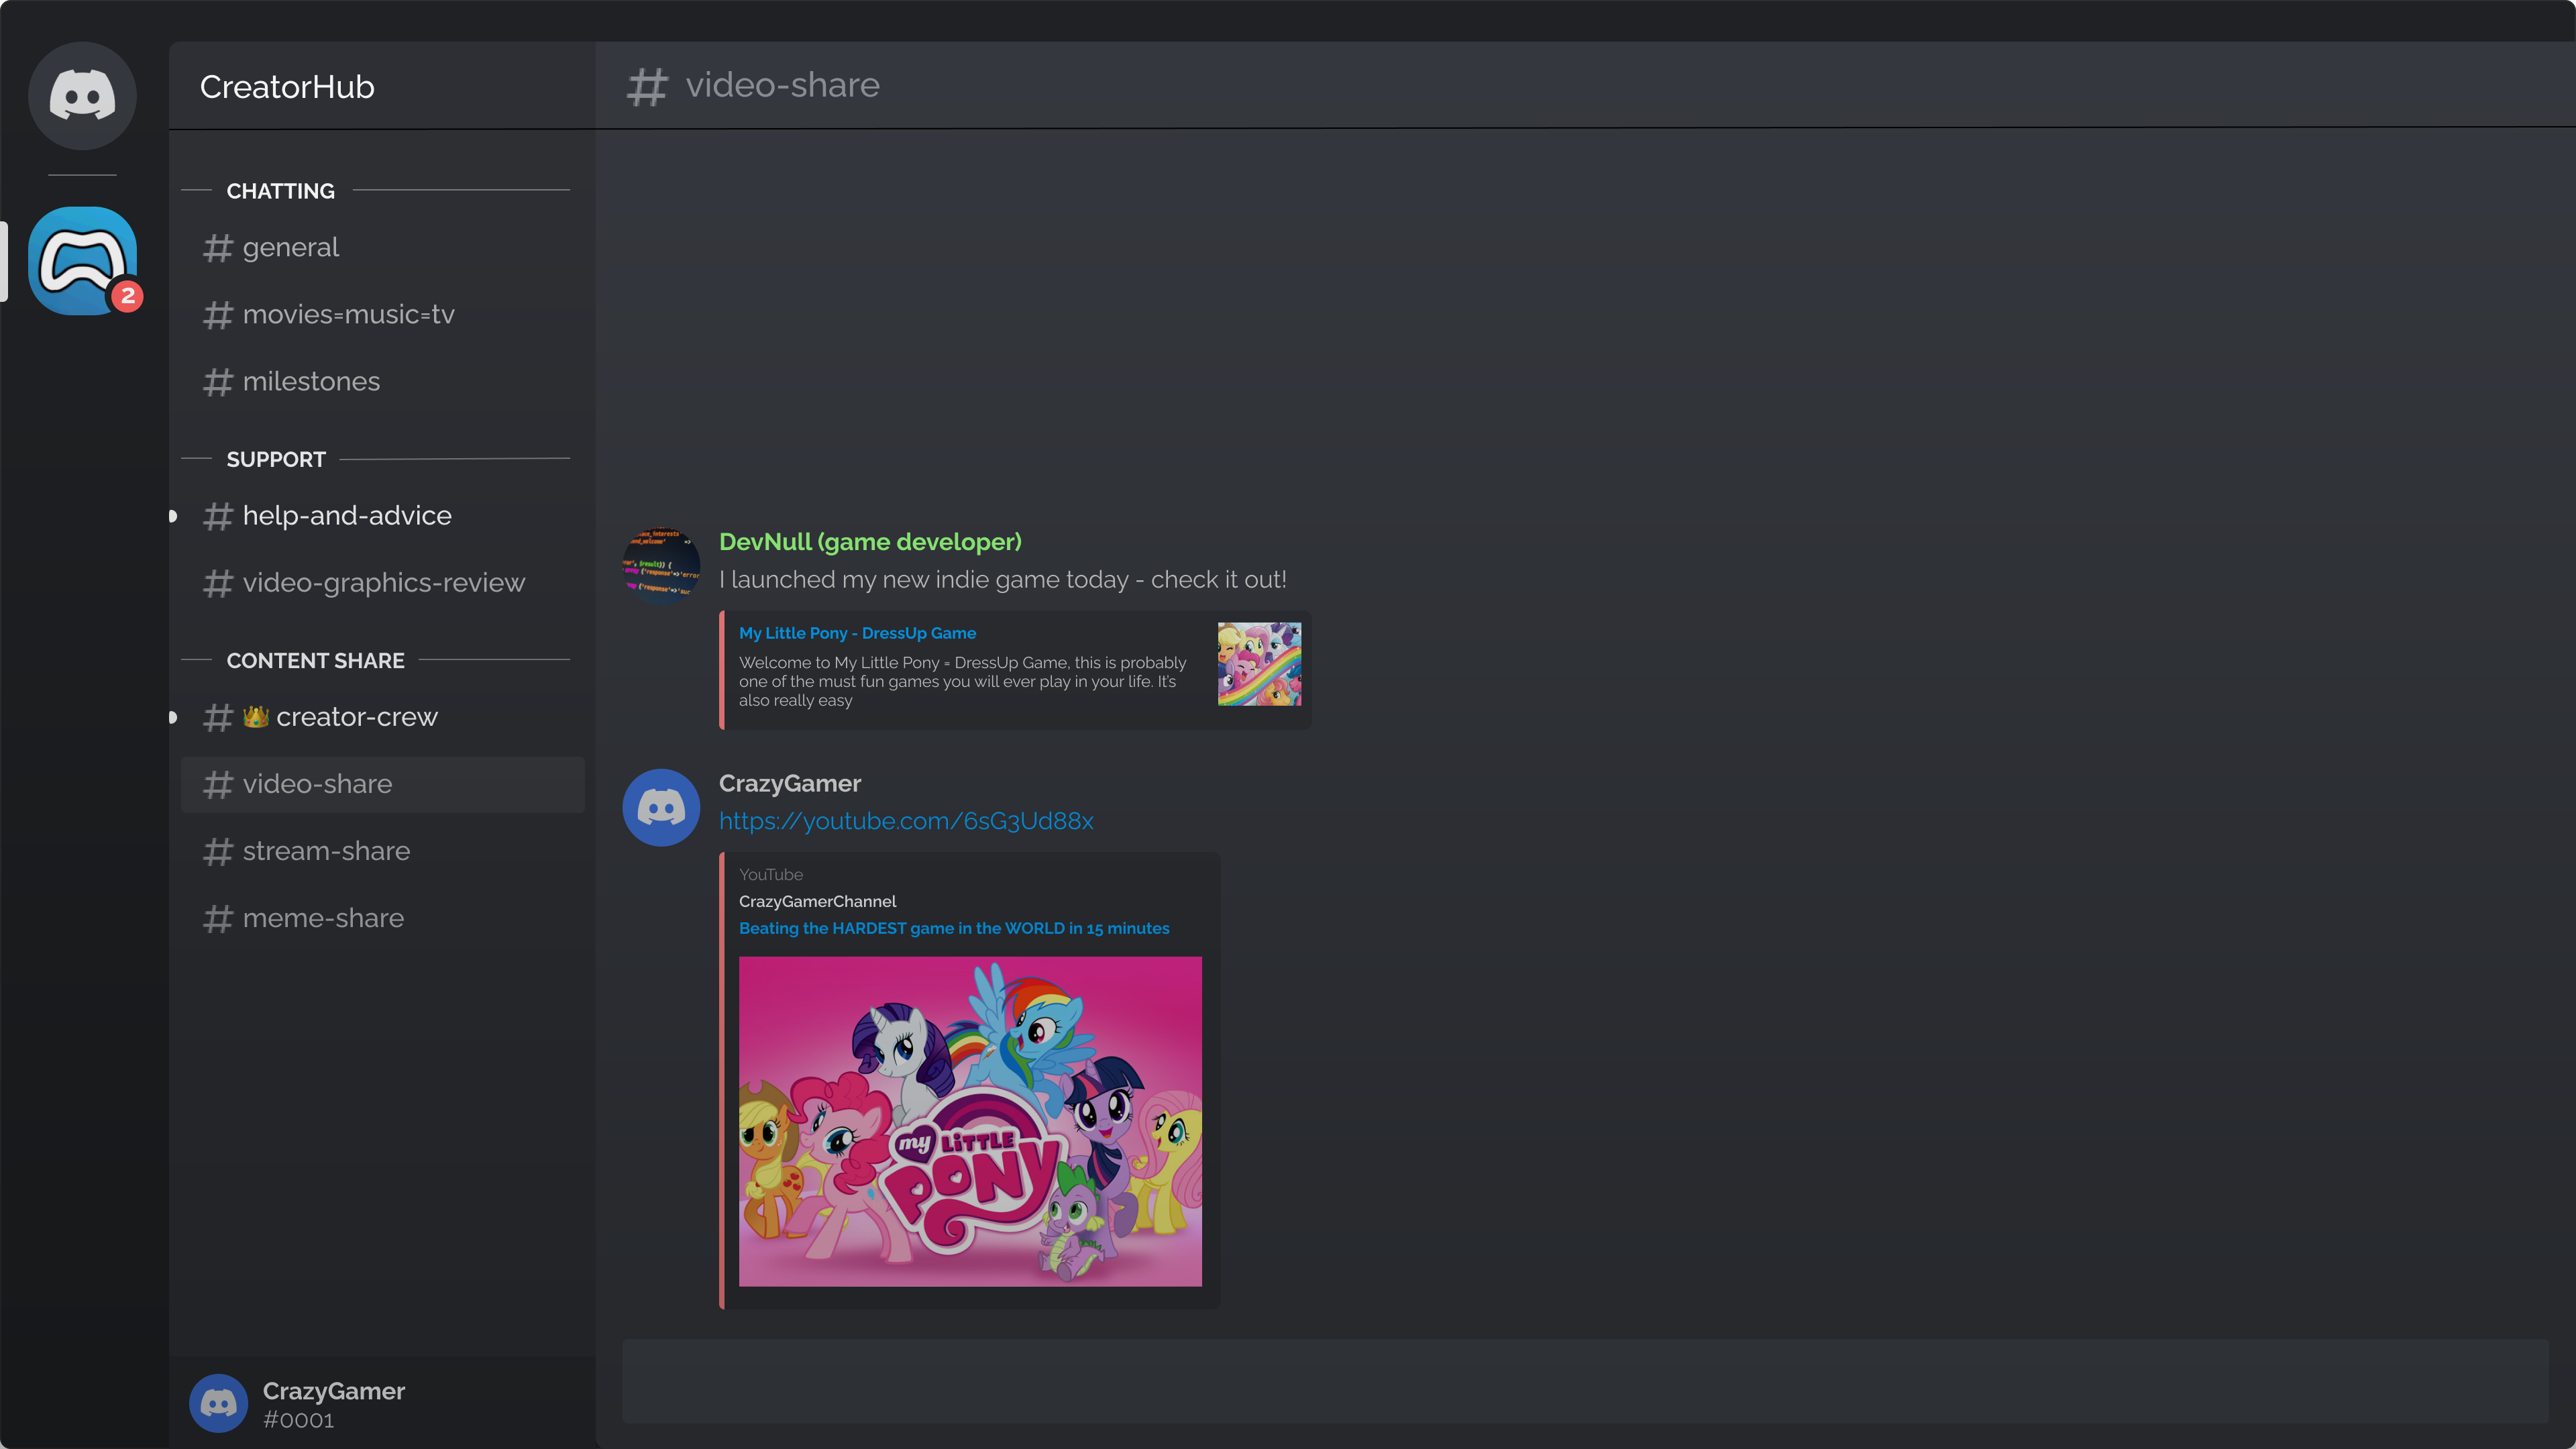 CreatorHub
# video-share
2
CHATTING
# general
# movies=music=tv
# milestones
SUPPORT
# help-and-advice
# video-graphics-review
CONTENT SHARE
# 👑 creator-crew
# video-share
# stream-share
# meme-share
CrazyGamer
#0001
DevNull (game developer)
I launched my new indie game today - check it out!
My Little Pony - DressUp Game
Welcome to My Little Pony = DressUp Game, this is probably
one of the must fun games you will ever play in your life. It's
also really easy
CrazyGamer
https://youtube.com/6sG3Ud88x
YouTube
CrazyGamerChannel
Beating the HARDEST game in the WORLD in 15 minutes
my LiTTLE
PONY